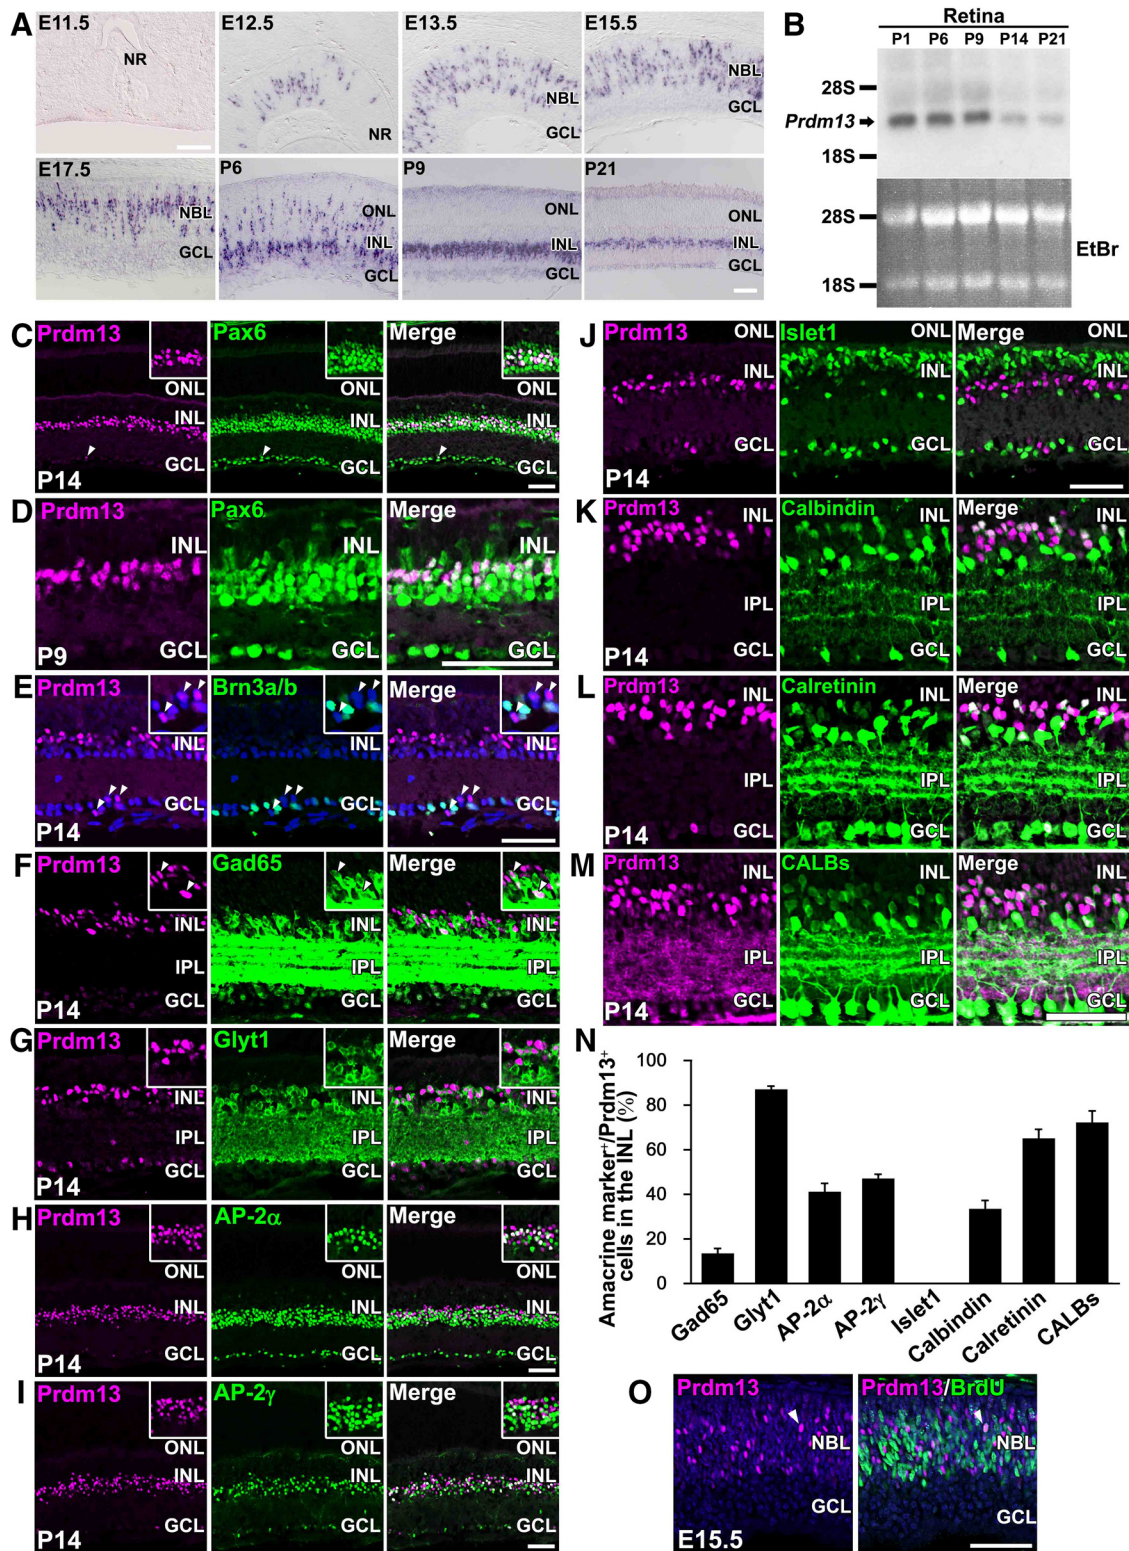 A
E11.5
NR
E12.5
NR
E13.5
NBL
GCL
E15.5
NBL
GCL
E17.5
NBL
GCL
P6
ONL
INL
GCL
P9
ONL
INL
GCL
P21
ONL
INL
GCL
B
Retina
P1 P6 P9 P14 P21
28S
Prdm13
18S
28S
18S
EtBr
C
Prdm13
ONL
INL
GCL
P14
Pax6
ONL
INL
GCL
Merge
ONL
INL
GCL
D
Prdm13
INL
GCL
P9
Pax6
INL
GCL
Merge
INL
GCL
E
Prdm13
INL
GCL
P14
Brn3a/b
INL
GCL
Merge
INL
GCL
F
Prdm13
INL
IPL
GCL
P14
Gad65
INL
IPL
GCL
Merge
INL
IPL
GCL
G
Prdm13
INL
IPL
GCL
P14
Glyt1
INL
IPL
GCL
Merge
INL
IPL
GCL
H
Prdm13
ONL
INL
GCL
P14
AP-2α
ONL
INL
GCL
Merge
ONL
INL
GCL
I
Prdm13
ONL
INL
GCL
P14
AP-2γ
ONL
INL
GCL
Merge
ONL
INL
GCL
J
Prdm13
ONL
INL
GCL
P14
Islet1
ONL
INL
GCL
Merge
ONL
INL
GCL
K
Prdm13
INL
IPL
GCL
P14
Calbindin
INL
IPL
GCL
Merge
INL
IPL
GCL
L
Prdm13
INL
IPL
GCL
P14
Calretinin
INL
IPL
GCL
Merge
INL
IPL
GCL
M
Prdm13
INL
IPL
GCL
P14
CALBs
INL
IPL
GCL
Merge
INL
IPL
GCL
N
Amacrine marker⁺/Prdm13⁺
cells in the INL (%)
100
80
60
40
20
0
Gad65
Glyt1
AP-2α
AP-2γ
Islet1
Calbindin
Calretinin
CALBs
O
Prdm13
NBL
GCL
E15.5
Prdm13/BrdU
NBL
GCL